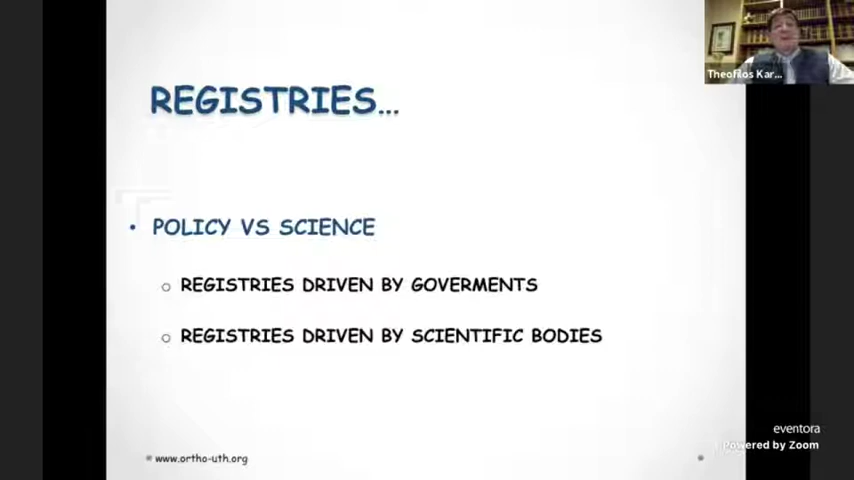 Theofilos Kar...
REGISTRIES...
• POLICY VS SCIENCE
o REGISTRIES DRIVEN BY GOVERMENTS
o REGISTRIES DRIVEN BY SCIENTIFIC BODIES
eventora
Powered by Zoom
www.ortho-uth.org